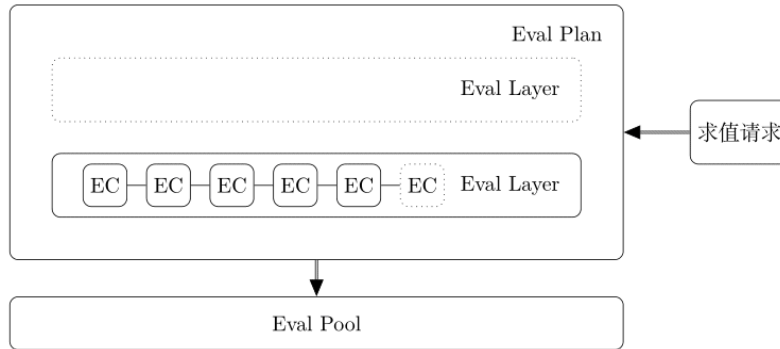 Eval Plan
Eval Layer
求值请求
EC EC EC EC EC EC Eval Layer
Eval Pool